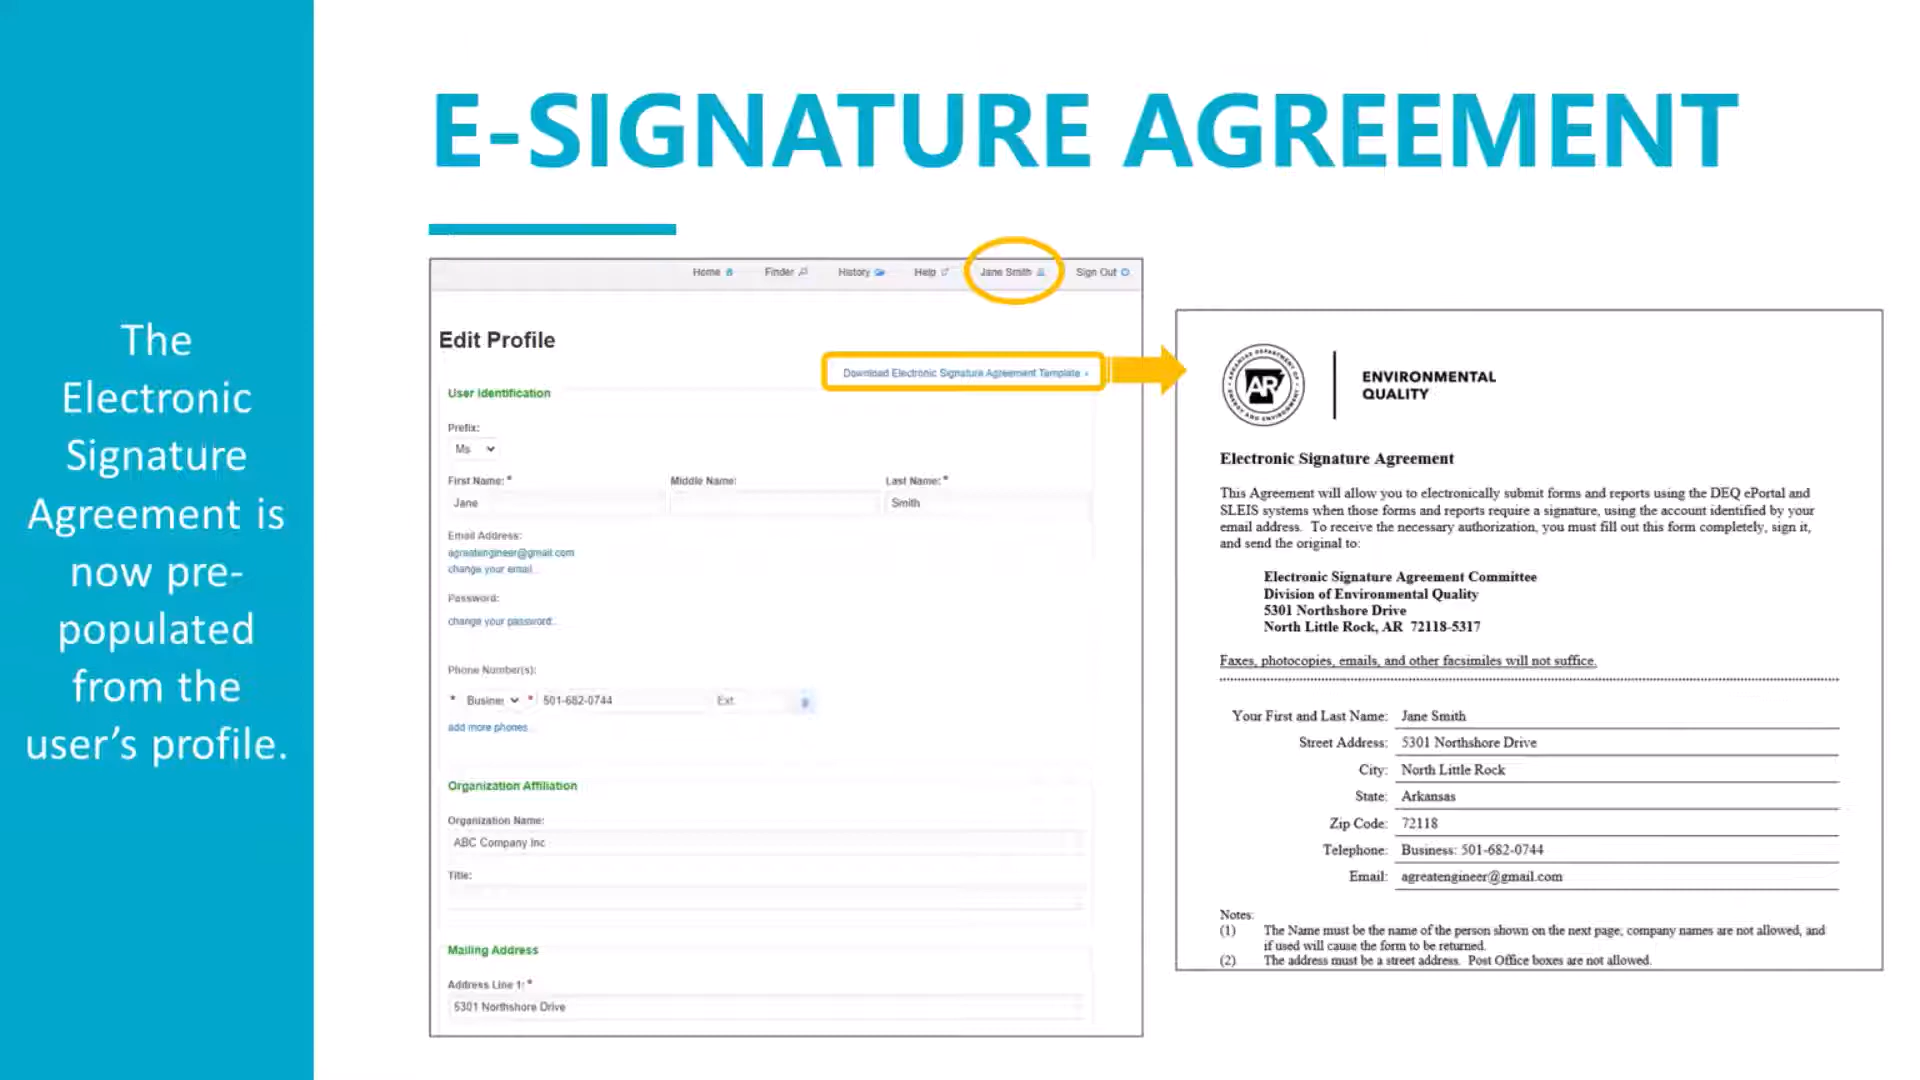 E-SIGNATURE AGREEMENT
The
Electronic
Signature
Agreement is
now pre-
populated
from the
user’s profile.
Home
Finder
History
Help
Jane Smith
Sign Out
Edit Profile
Download Electronic Signature Agreement Template
User Identification
Prefix:
Ms
First Name: * Middle Name: Last Name: *
Jane Smith
Email Address:
agreatengineer@gmail.com
change your email...
Password:
change your password...
Phone Number(s):
* Busines * 501-682-0744 Ext.
add more phones...
Organization Affiliation
Organization Name:
ABC Company Inc
Title:
Mailing Address
Address Line 1: *
5301 Northshore Drive
ARKANSAS DEPARTMENT OF
AR
ENERGY AND ENVIRONMENT
ENVIRONMENTAL
QUALITY
Electronic Signature Agreement
This Agreement will allow you to electronically submit forms and reports using the DEQ ePortal and
SLEIS systems when those forms and reports require a signature, using the account identified by your
email address. To receive the necessary authorization, you must fill out this form completely, sign it,
and send the original to:
Electronic Signature Agreement Committee
Division of Environmental Quality
5301 Northshore Drive
North Little Rock, AR 72118-5317
Faxes, photocopies, emails, and other facsimiles will not suffice.
Your First and Last Name: Jane Smith
Street Address: 5301 Northshore Drive
City: North Little Rock
State: Arkansas
Zip Code: 72118
Telephone: Business: 501-682-0744
Email: agreatengineer@gmail.com
Notes:
(1) The Name must be the name of the person shown on the next page; company names are not allowed, and
if used will cause the form to be returned.
(2) The address must be a street address. Post Office boxes are not allowed.